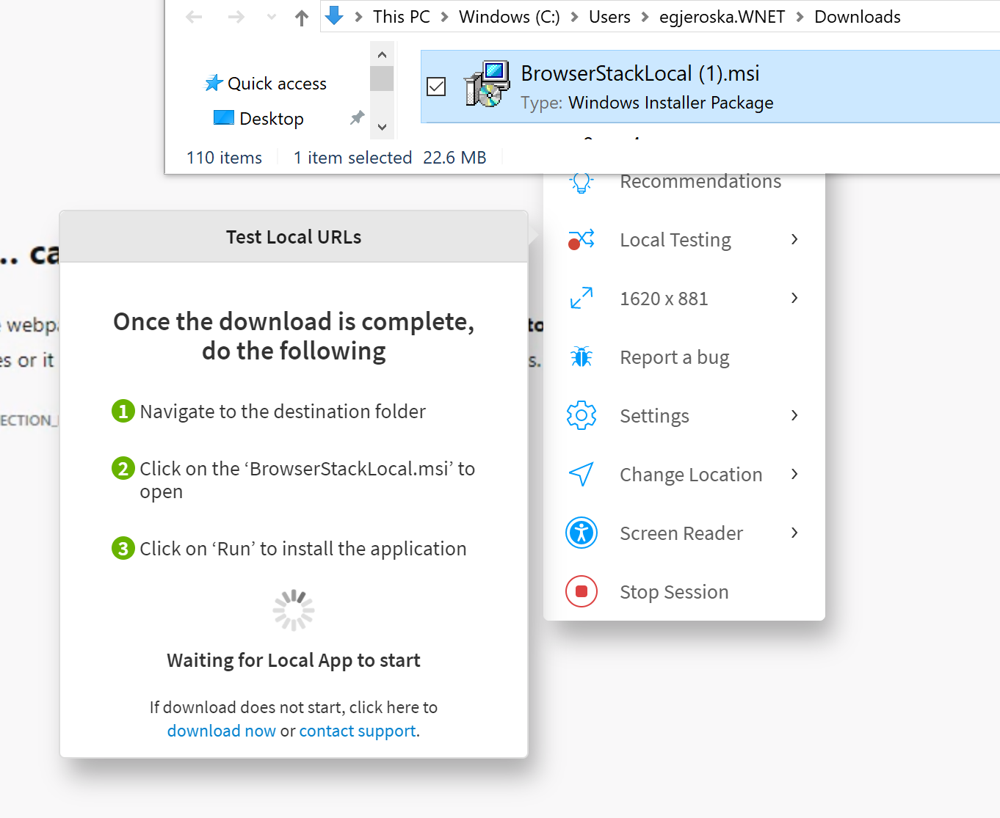 This PC > Windows (C:) > Users > egjeroska.WNET > Downloads
Quick access
Desktop
BrowserStackLocal (1).msi
Type: Windows Installer Package
110 items
1 item selected 22.6 MB
Recommendations
Local Testing
1620 x 881
Report a bug
Settings
Change Location
Screen Reader
Stop Session
Test Local URLs
Once the download is complete,
do the following
1 Navigate to the destination folder
2 Click on the ‘BrowserStackLocal.msi’ to
open
3 Click on ‘Run’ to install the application
Waiting for Local App to start
If download does not start, click here to
download now or contact support.
.. ca
webpa
to
es or it
s.
ECTION_